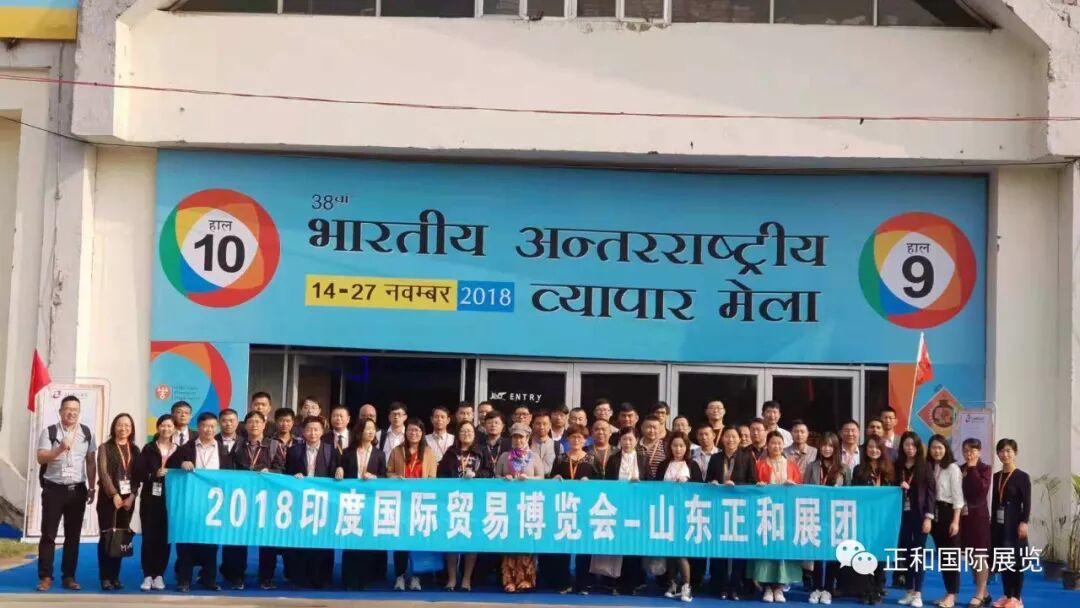 38वां
भारतीय अन्तरराष्ट्रीय
व्यापार मेला
14-27 नवम्बर 2018
हाल
10
हाल
9
ENTRY
2018印度国际贸易博览会-山东正和展团
正和国际展览